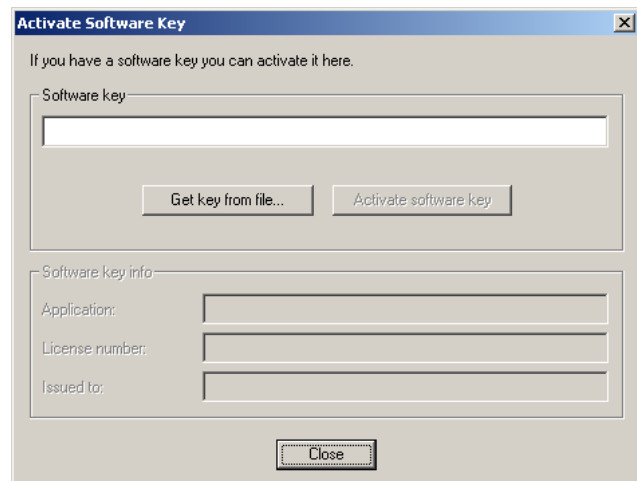 Activate Software Key
If you have a software key you can activate it here.
Software key
Get key from file... Activate software key
Software key info
Application:
License number:
Issued to:
Close